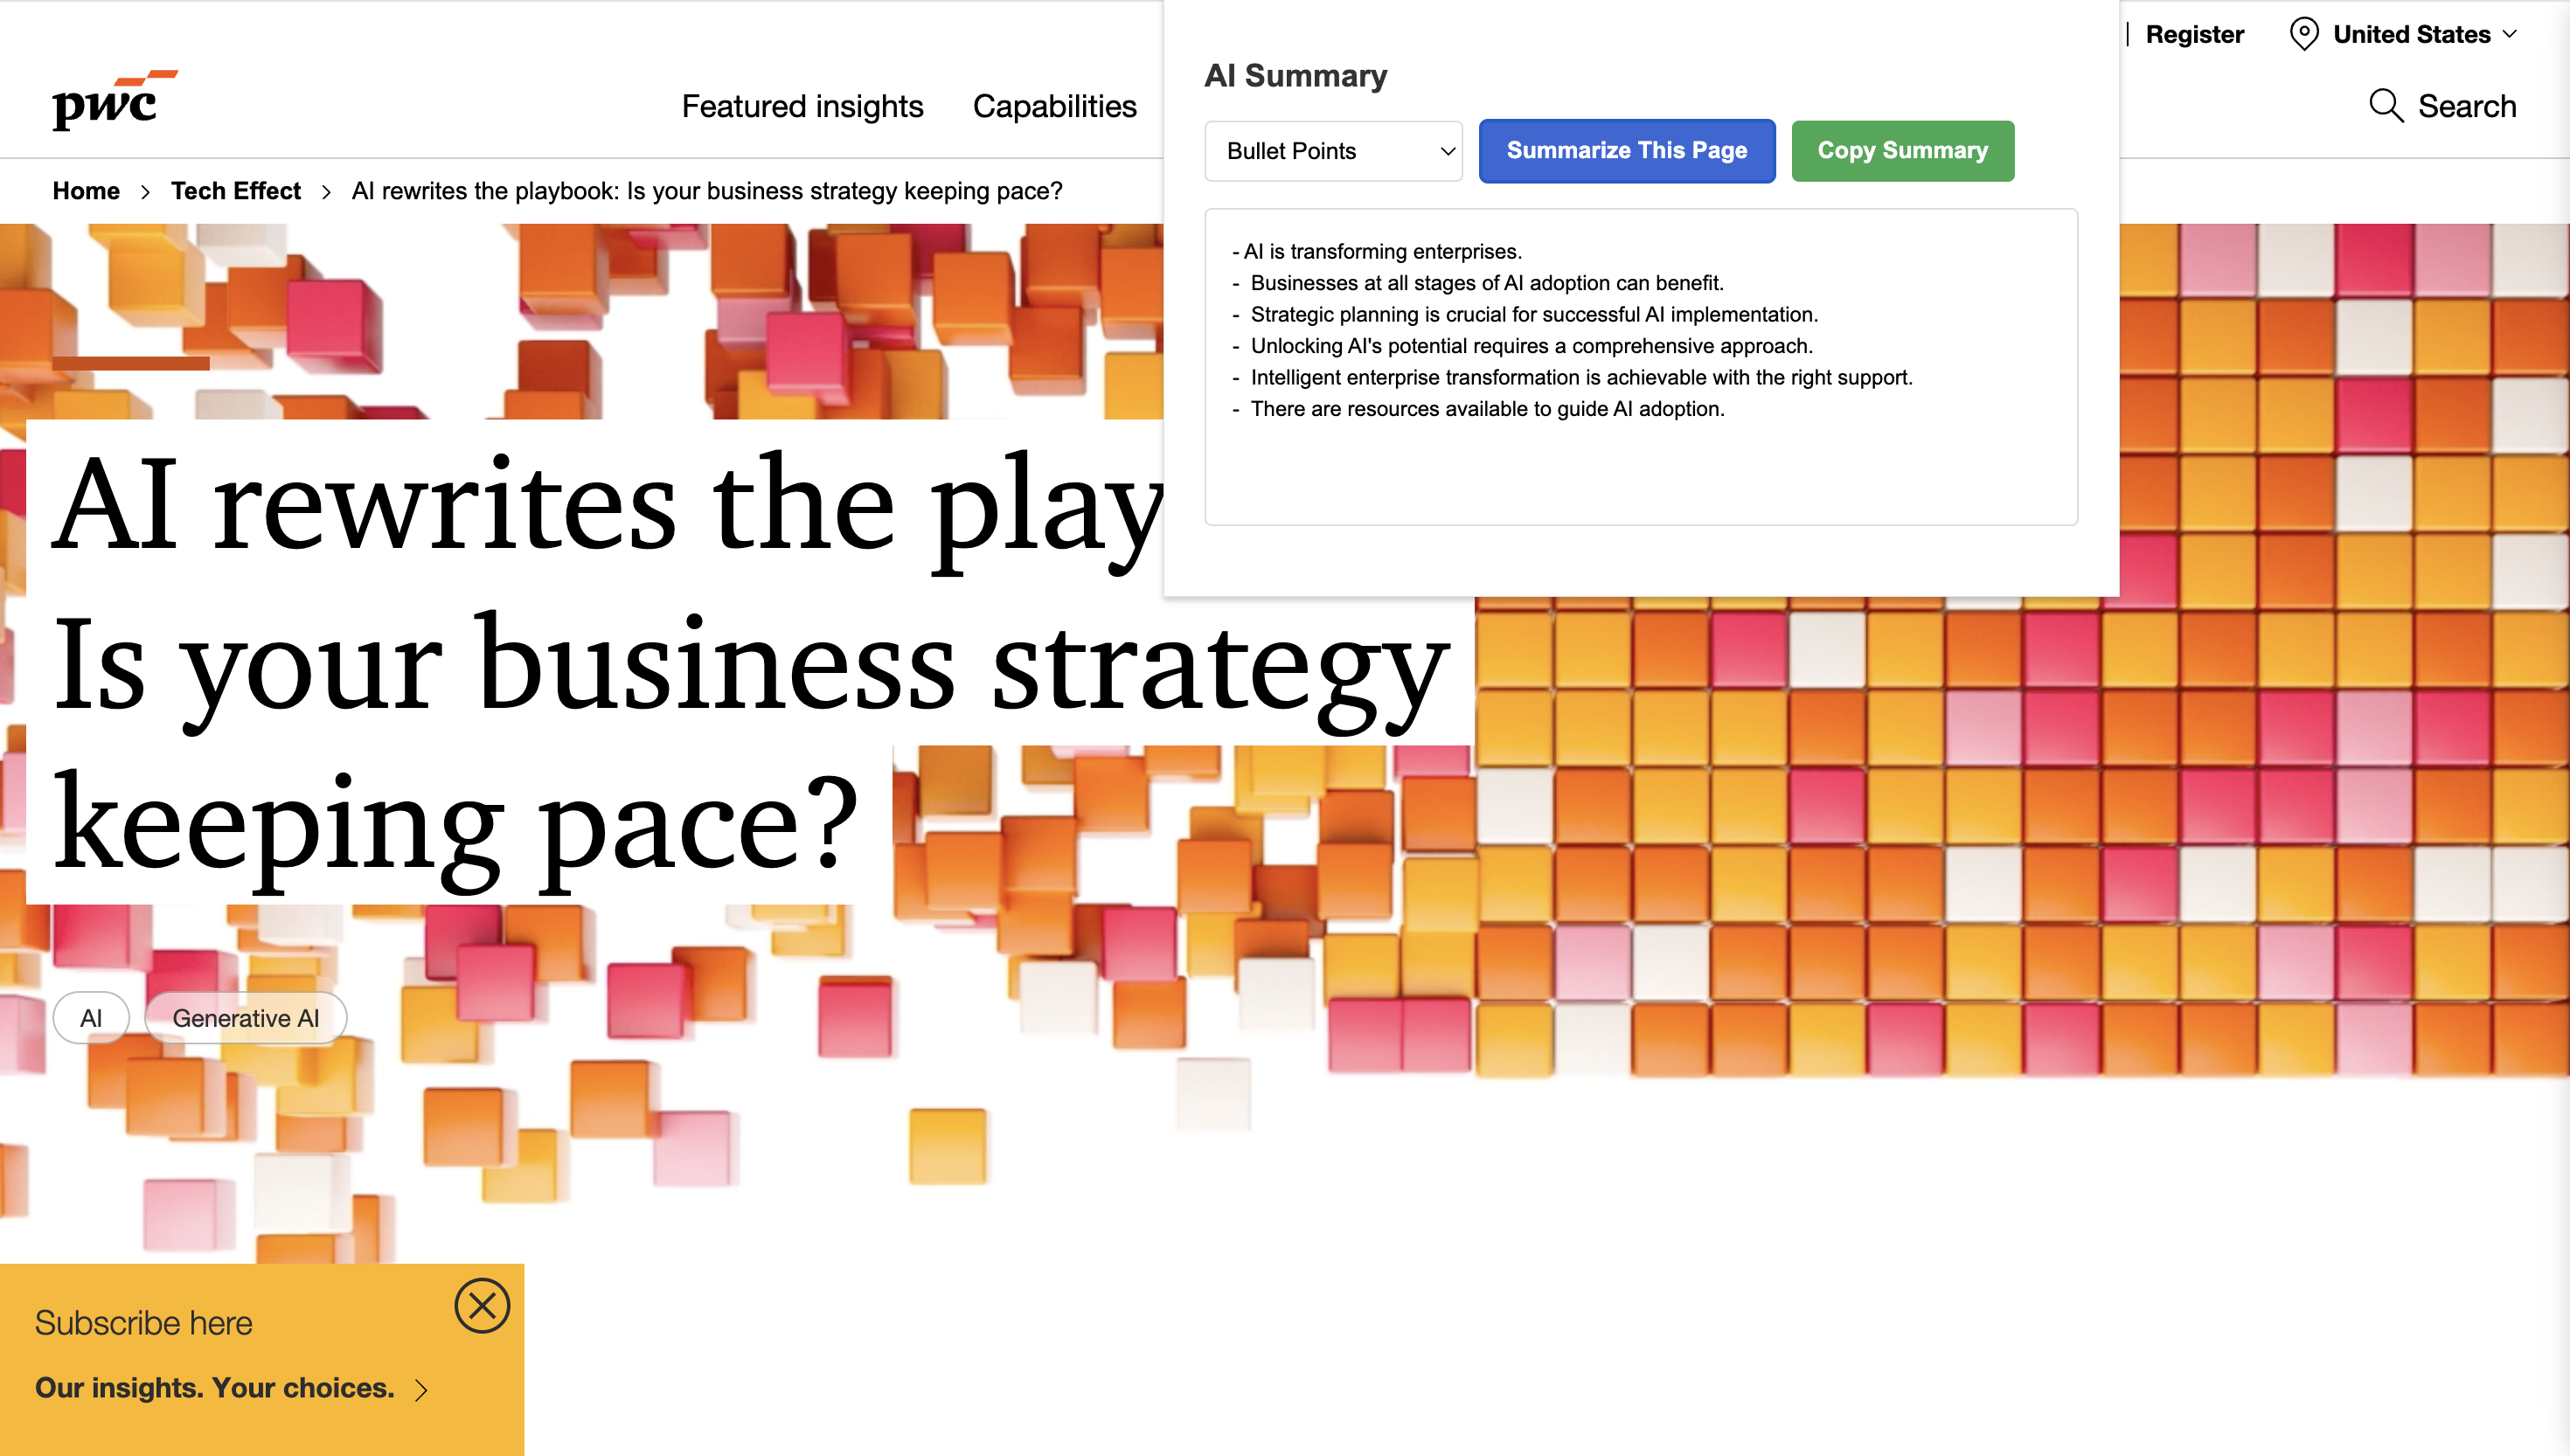 Register
United States
pwc
Featured insights
Capabilities
Search
Home > Tech Effect > AI rewrites the playbook: Is your business strategy keeping pace?
AI Summary
Bullet Points
Summarize This Page
Copy Summary
- AI is transforming enterprises.
- Businesses at all stages of AI adoption can benefit.
- Strategic planning is crucial for successful AI implementation.
- Unlocking AI's potential requires a comprehensive approach.
- Intelligent enterprise transformation is achievable with the right support.
- There are resources available to guide AI adoption.
AI rewrites the play
Is your business strategy
keeping pace?
AI
Generative AI
Subscribe here
Our insights. Your choices.